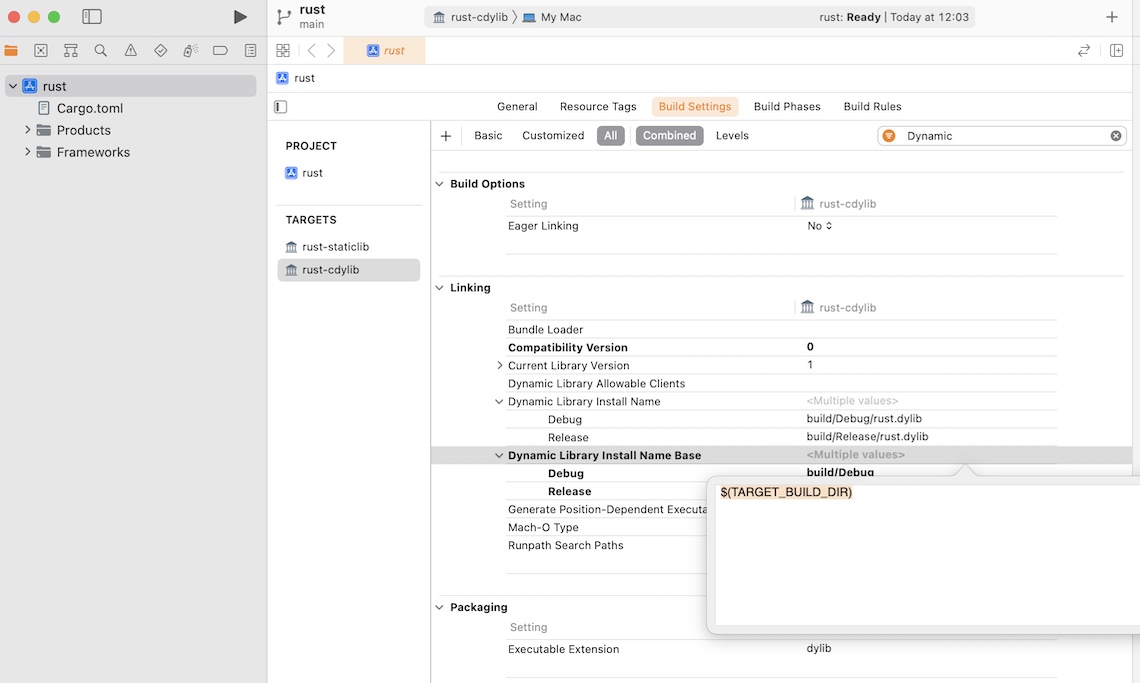 rust
main
rust-cdylib
My Mac
rust: Ready | Today at 12:03
rust
rust
Cargo.toml
Products
Frameworks
rust
General
Resource Tags
Build Settings
Build Phases
Build Rules
Basic
Customized
All
Combined
Levels
Dynamic
PROJECT
rust
TARGETS
rust-staticlib
rust-cdylib
Build Options
Setting
rust-cdylib
Eager Linking
No
Linking
Setting
rust-cdylib
Bundle Loader
Compatibility Version
0
Current Library Version
1
Dynamic Library Allowable Clients
Dynamic Library Install Name
<Multiple values>
Debug
build/Debug/rust.dylib
Release
build/Release/rust.dylib
Dynamic Library Install Name Base
<Multiple values>
Debug
build/Debug
Release
$(TARGET_BUILD_DIR)
Generate Position-Dependent Executa
Mach-O Type
Runpath Search Paths
Packaging
Setting
Executable Extension
dylib